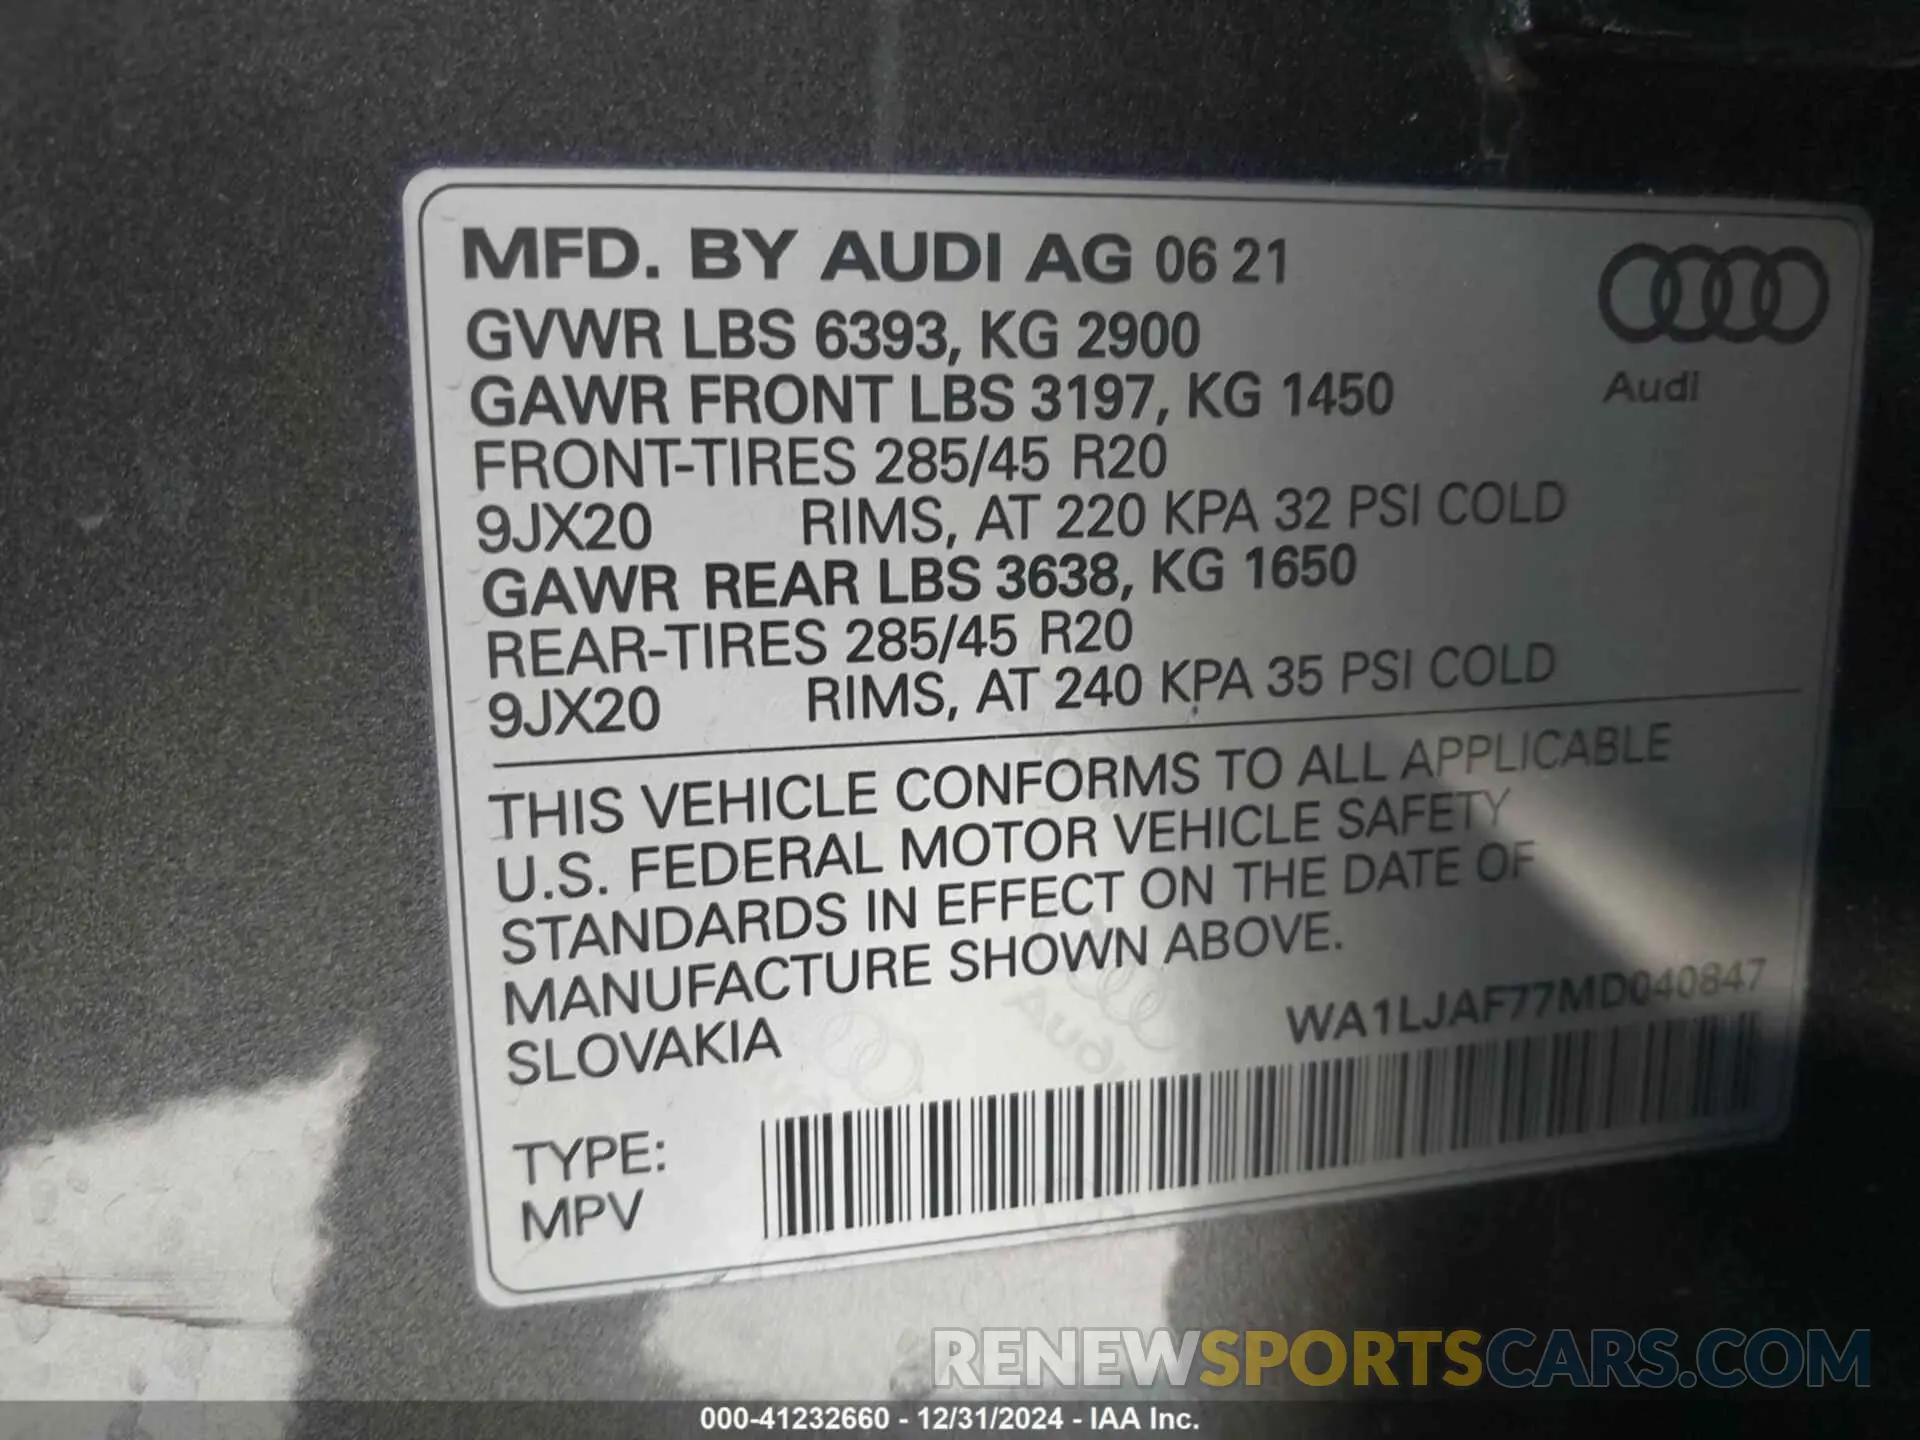 MFD. BY AUDI AG 06 21
GVWR LBS 6393, KG 2900
GAWR FRONT LBS 3197, KG 1450
FRONT-TIRES 285/45 R20
9JX20 RIMS, AT 220 KPA 32 PSI COLD
GAWR REAR LBS 3638, KG 1650
REAR-TIRES 285/45 R20
9JX20 RIMS, AT 240 KPA 35 PSI COLD
Audi
THIS VEHICLE CONFORMS TO ALL APPLICABLE
U.S. FEDERAL MOTOR VEHICLE SAFETY
STANDARDS IN EFFECT ON THE DATE OF
MANUFACTURE SHOWN ABOVE.
SLOVAKIA
WA1LJAF77MD040847
Audi
TYPE:
MPV
RENEWSPORTSCARS.COM
000-41232660 - 12/31/2024 - IAA Inc.